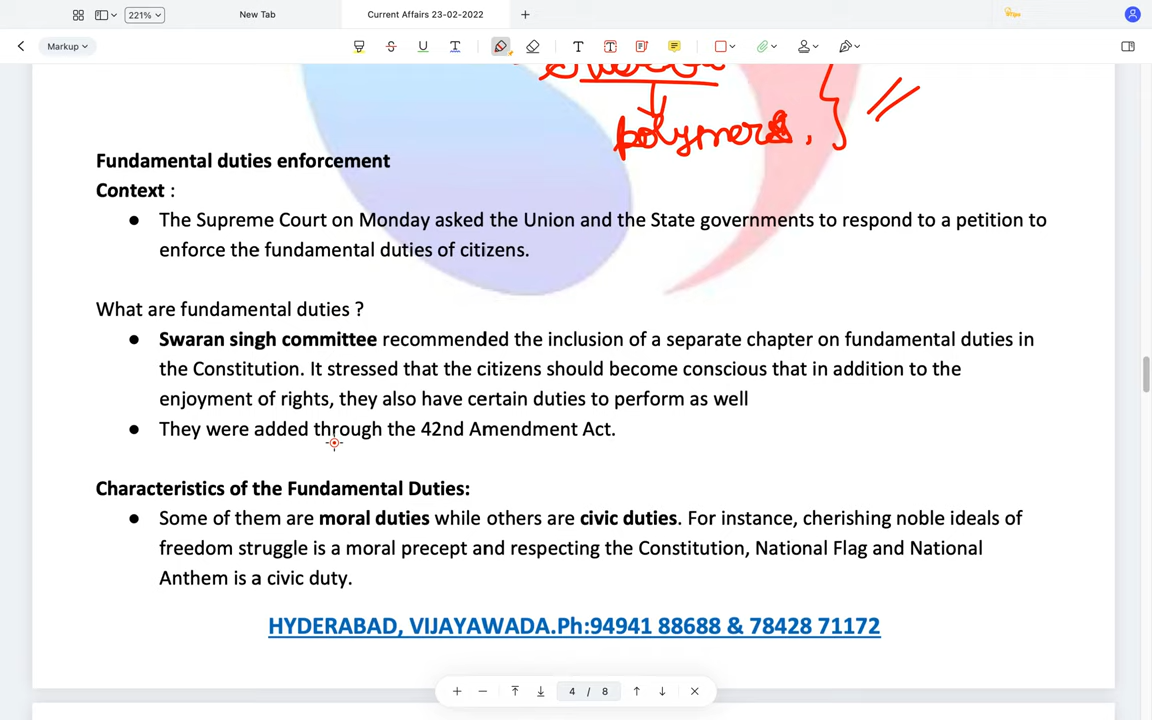 221%
New Tab
Current Affairs 23-02-2022
Markup
polymers.
Fundamental duties enforcement
Context :
● The Supreme Court on Monday asked the Union and the State governments to respond to a petition to
enforce the fundamental duties of citizens.
What are fundamental duties ?
● Swaran singh committee recommended the inclusion of a separate chapter on fundamental duties in
the Constitution. It stressed that the citizens should become conscious that in addition to the
enjoyment of rights, they also have certain duties to perform as well
● They were added through the 42nd Amendment Act.
Characteristics of the Fundamental Duties:
● Some of them are moral duties while others are civic duties. For instance, cherishing noble ideals of
freedom struggle is a moral precept and respecting the Constitution, National Flag and National
Anthem is a civic duty.
HYDERABAD, VIJAYAWADA.Ph:94941 88688 & 78428 71172
4 / 8